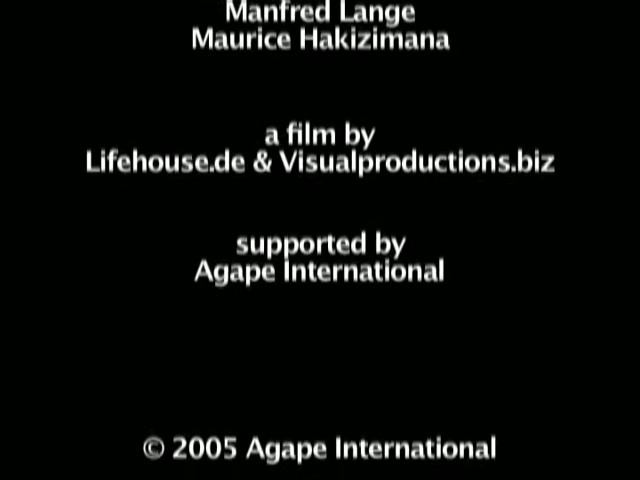 Manfred Lange
Maurice Hakizimana
a film by
Lifehouse.de & Visualproductions.biz
supported by
Agape International
© 2005 Agape International